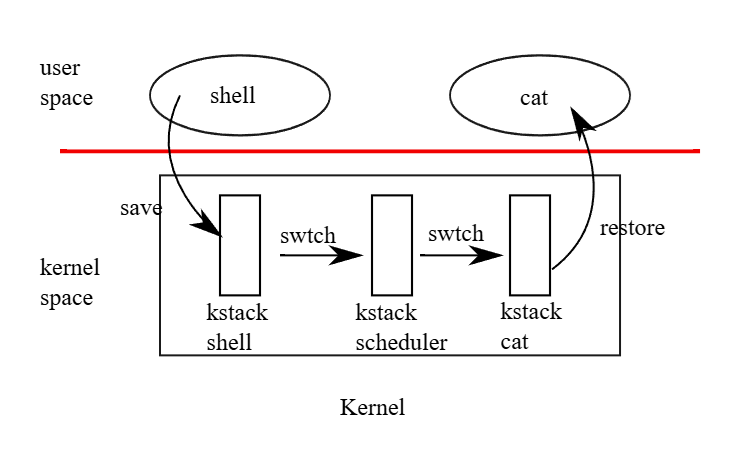 user
space
shell
cat
save
swtch
swtch
restore
kernel
space
kstack
shell
kstack
scheduler
kstack
cat
Kernel